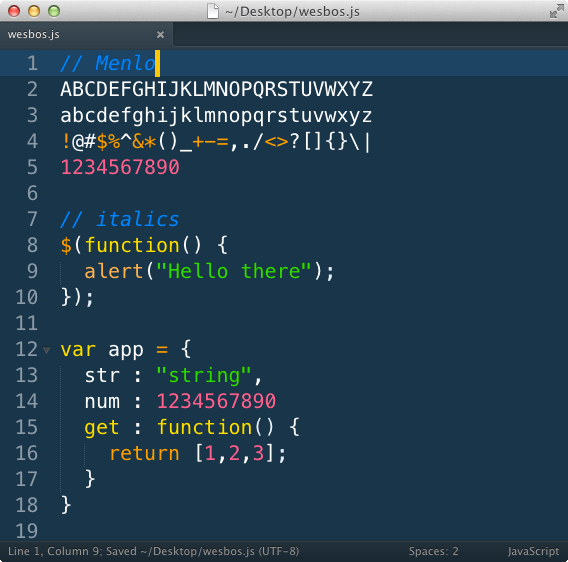 ~/Desktop/wesbos.js
wesbos.js ×
1 // Menlo
2 ABCDEFGHIJKLMNOPQRSTUVWXYZ
3 abcdefghijklmnopqrstuvwxyz
4 !@#$%^&*()_+-=,./<>?[]{}\|
5 1234567890
6
7 // italics
8 $(function() {
9   alert("Hello there");
10 });
11
12 var app = {
13   str : "string",
14   num : 1234567890
15   get : function() {
16     return [1,2,3];
17   }
18 }
19
Line 1, Column 9; Saved ~/Desktop/wesbos.js (UTF-8) Spaces: 2 JavaScript